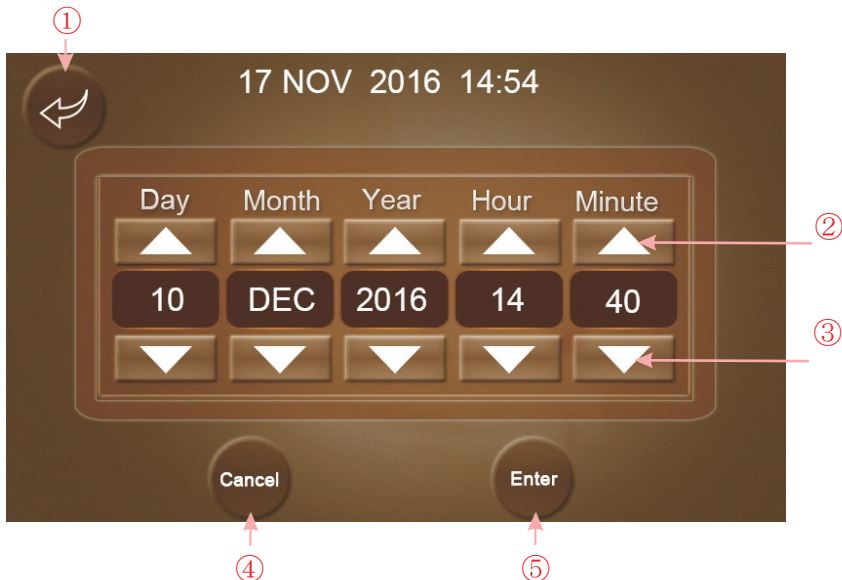 ①
17 NOV 2016 14:54
Day Month Year Hour Minute
②
10 DEC 2016 14 40
③
Cancel Enter
④ ⑤